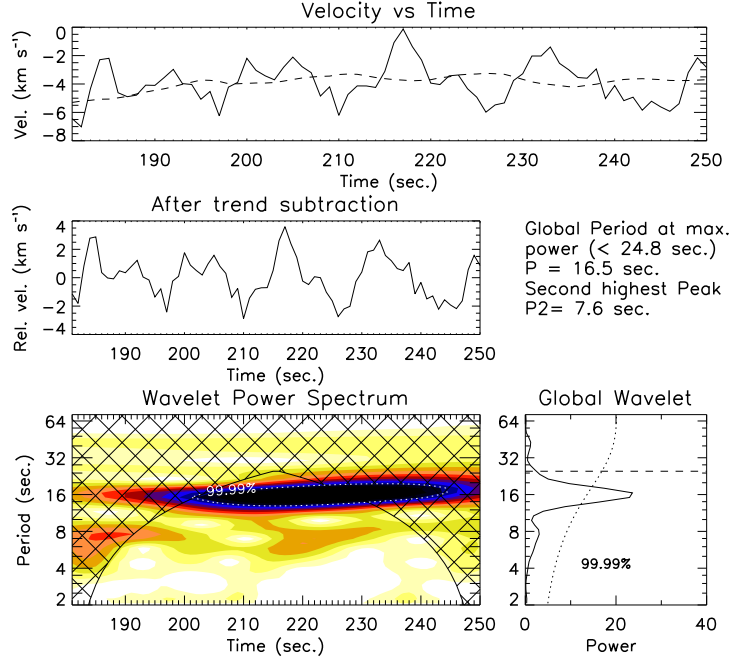 Velocity vs Time
0
-2
-4
-6
-8
Vel. (km s⁻¹)
190 200 210 220 230 240 250
Time (sec.)
After trend subtraction
4
2
0
-2
-4
Rel. vel. (km s⁻¹)
190 200 210 220 230 240 250
Time (sec.)
Global Period at max.
power (< 24.8 sec.)
P = 16.5 sec.
Second highest Peak
P2= 7.6 sec.
Wavelet Power Spectrum
64
32
16
8
4
2
Period (sec.)
99.99%
190 200 210 220 230 240 250
Time (sec.)
Global Wavelet
64
32
16
8
4
2
99.99%
0 20 40
Power